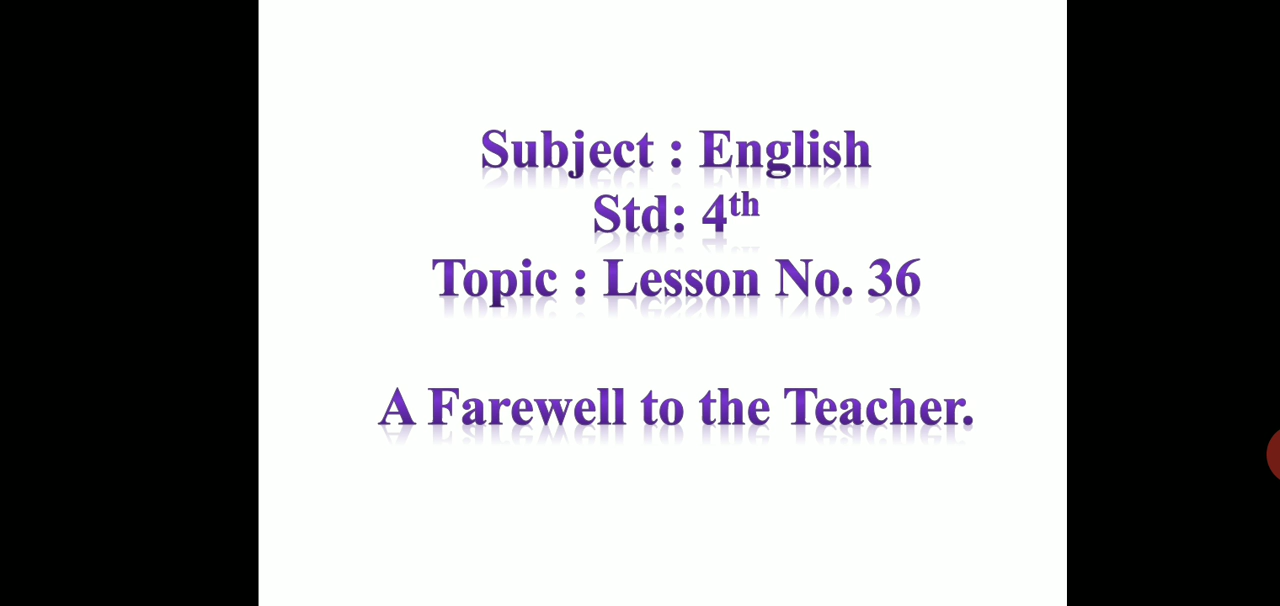 Subject : English
Std: 4th
Topic : Lesson No. 36
A Farewell to the Teacher.